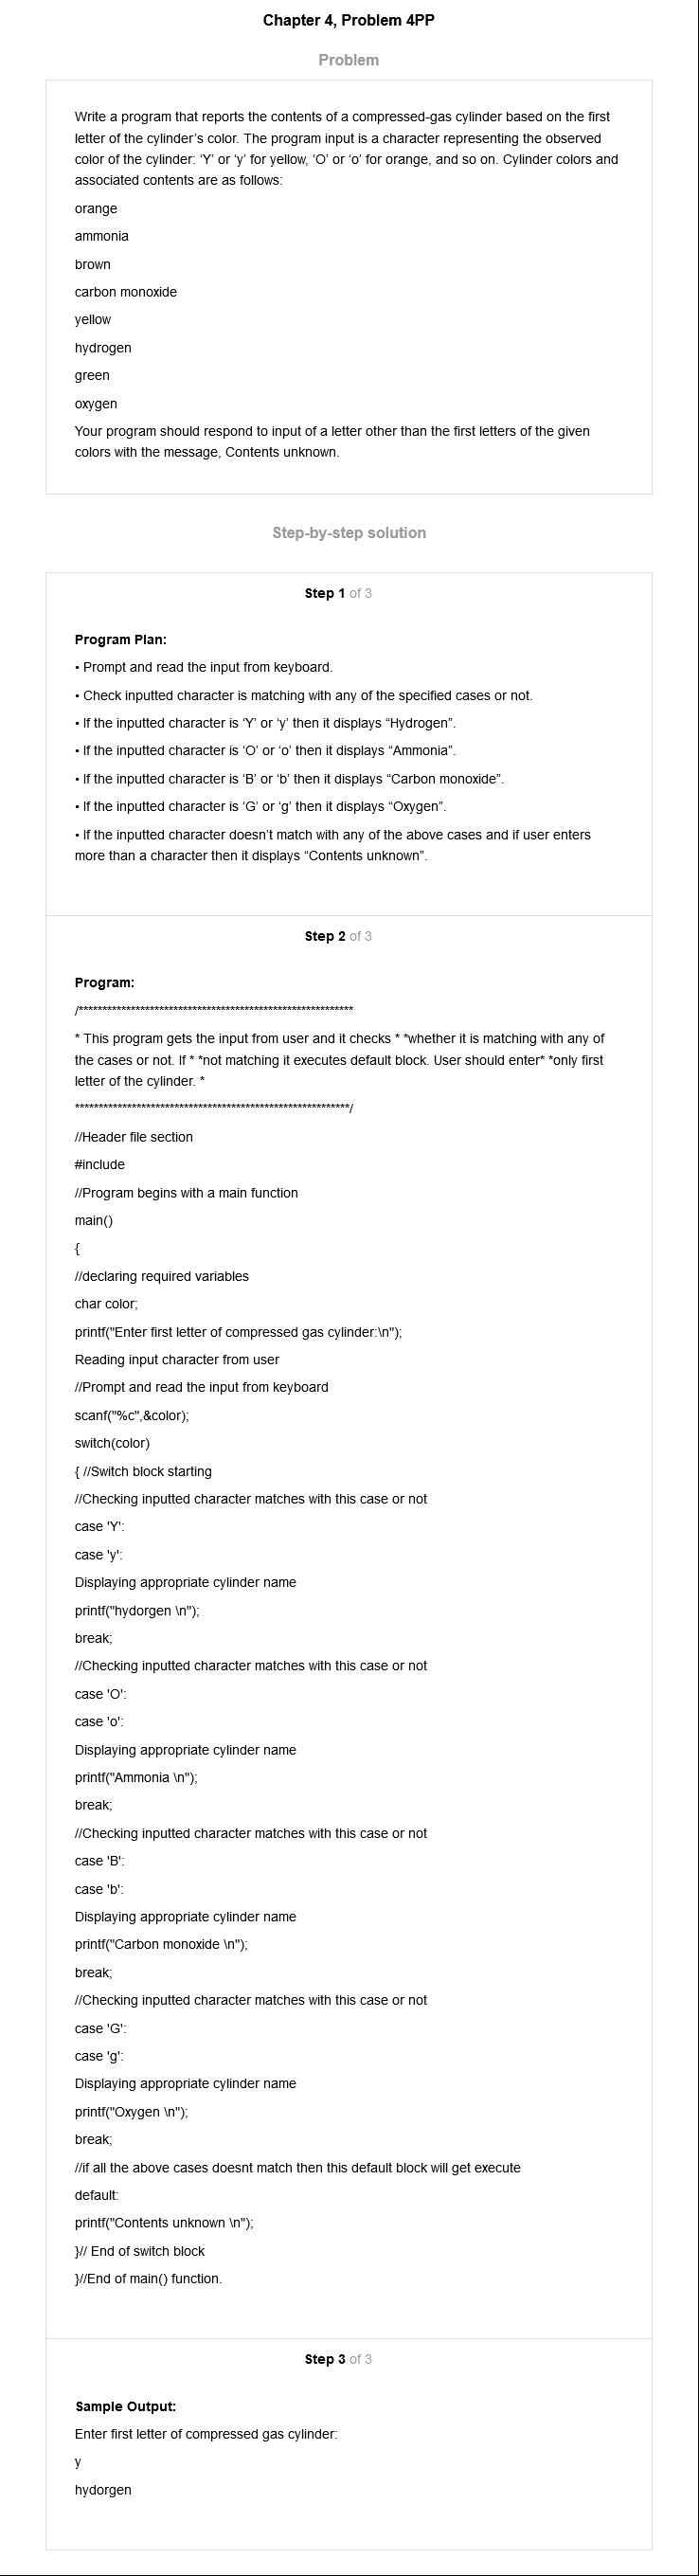 Chapter 4, Problem 4PP
Problem
Write a program that reports the contents of a compressed-gas cylinder based on the first
letter of the cylinder’s color. The program input is a character representing the observed
color of the cylinder: ‘Y’ or ‘y’ for yellow, ‘O’ or ‘o’ for orange, and so on. Cylinder colors and
associated contents are as follows:
orange
ammonia
brown
carbon monoxide
yellow
hydrogen
green
oxygen
Your program should respond to input of a letter other than the first letters of the given
colors with the message, Contents unknown.
Step-by-step solution
Step 1 of 3
Program Plan:
• Prompt and read the input from keyboard.
• Check inputted character is matching with any of the specified cases or not.
• If the inputted character is ‘Y’ or ‘y’ then it displays “Hydrogen”.
• If the inputted character is ‘O’ or ‘o’ then it displays “Ammonia”.
• If the inputted character is ‘B’ or ‘b’ then it displays “Carbon monoxide”.
• If the inputted character is ‘G’ or ‘g’ then it displays “Oxygen”.
• If the inputted character doesn’t match with any of the above cases and if user enters
more than a character then it displays “Contents unknown”.
Step 2 of 3
Program:
/**********************************************************
* This program gets the input from user and it checks * *whether it is matching with any of
the cases or not. If * *not matching it executes default block. User should enter* *only first
letter of the cylinder. *
**********************************************************/
//Header file section
#include
//Program begins with a main function
main()
{
//declaring required variables
char color;
printf("Enter first letter of compressed gas cylinder:\n");
Reading input character from user
//Prompt and read the input from keyboard
scanf("%c",&color);
switch(color)
{ //Switch block starting
//Checking inputted character matches with this case or not
case 'Y':
case 'y':
Displaying appropriate cylinder name
printf("hydorgen \n");
break;
//Checking inputted character matches with this case or not
case 'O':
case 'o':
Displaying appropriate cylinder name
printf("Ammonia \n");
break;
//Checking inputted character matches with this case or not
case 'B':
case 'b':
Displaying appropriate cylinder name
printf("Carbon monoxide \n");
break;
//Checking inputted character matches with this case or not
case 'G':
case 'g':
Displaying appropriate cylinder name
printf("Oxygen \n");
break;
//if all the above cases doesnt match then this default block will get execute
default:
printf("Contents unknown \n");
}// End of switch block
}//End of main() function.
Step 3 of 3
Sample Output:
Enter first letter of compressed gas cylinder:
y
hydorgen